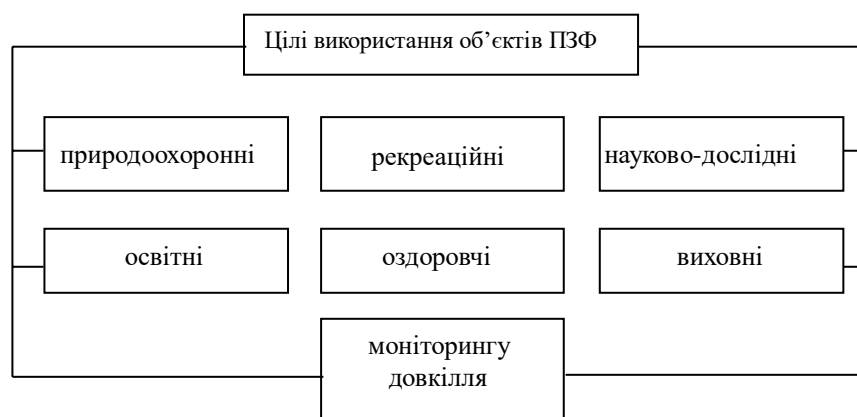 Цілі використання об’єктів ПЗФ
природоохоронні
рекреаційні
науково-дослідні
освітні
оздоровчі
виховні
моніторингу
довкілля